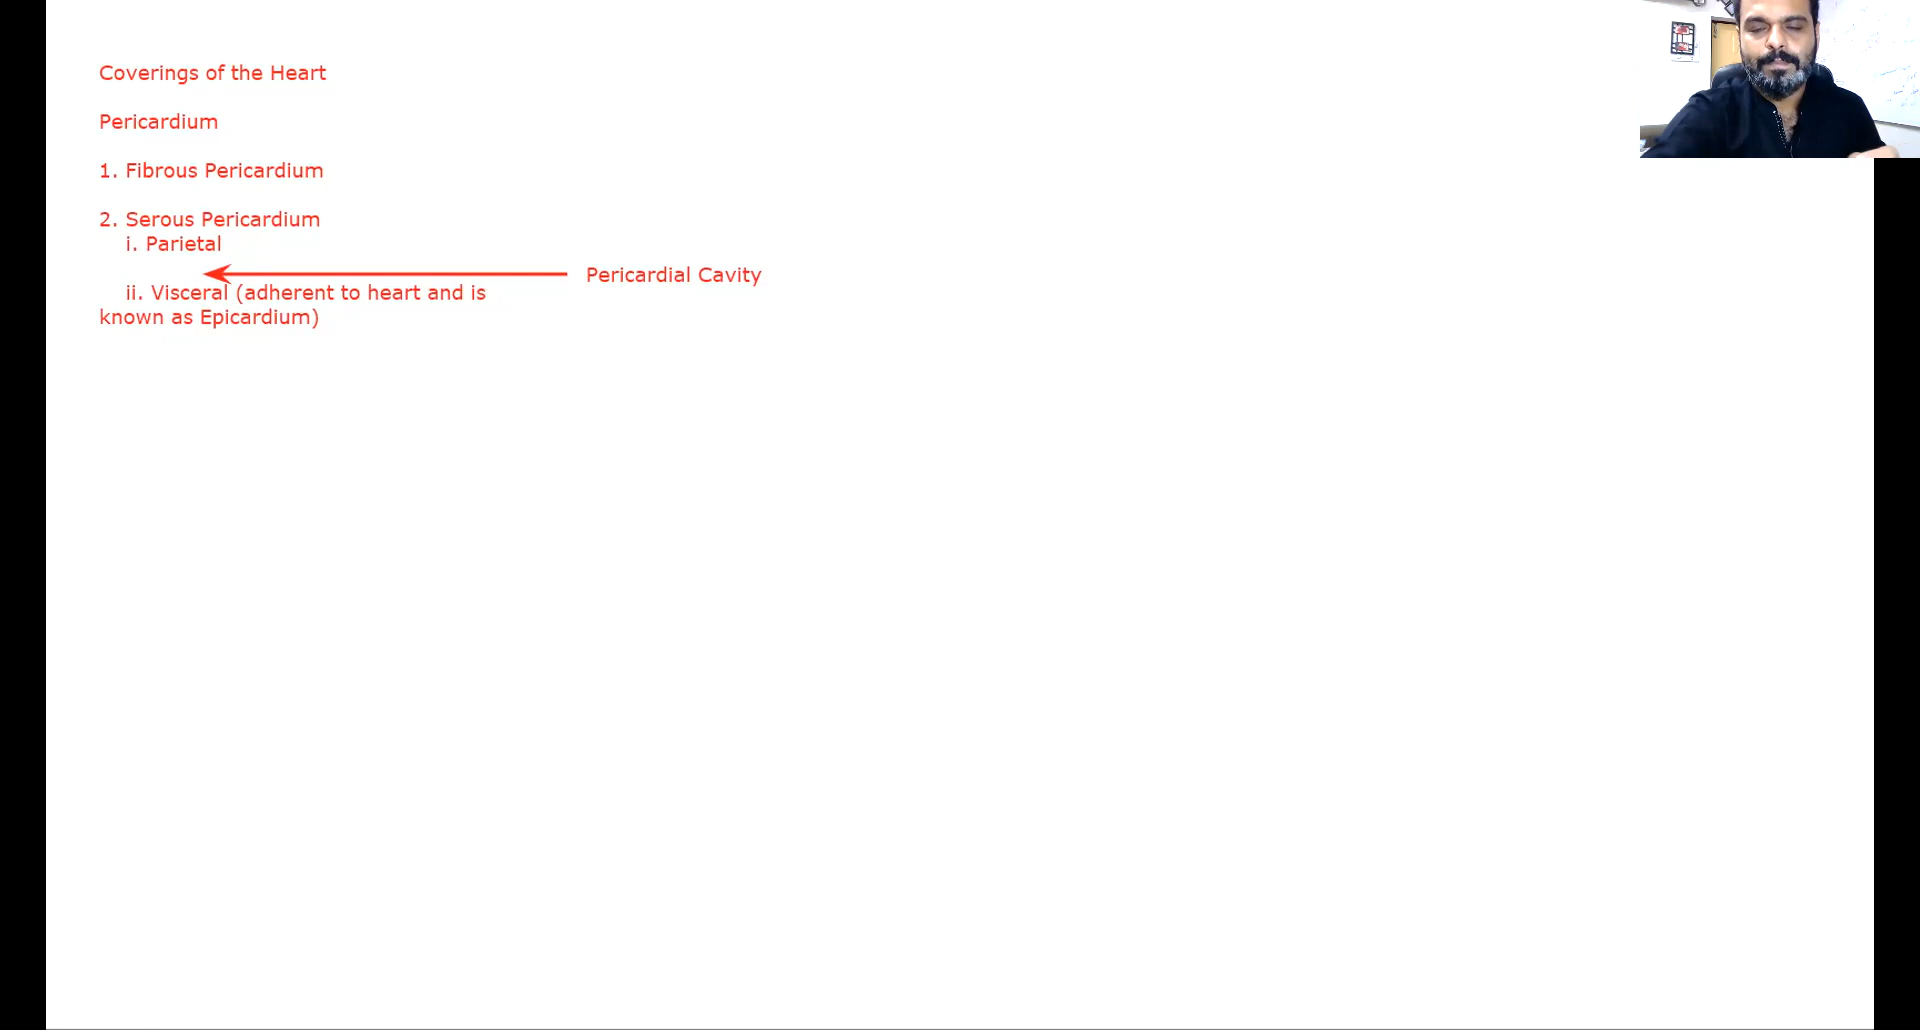 Coverings of the Heart
Pericardium
1. Fibrous Pericardium
2. Serous Pericardium
i. Parietal
Pericardial Cavity
ii. Visceral (adherent to heart and is
known as Epicardium)